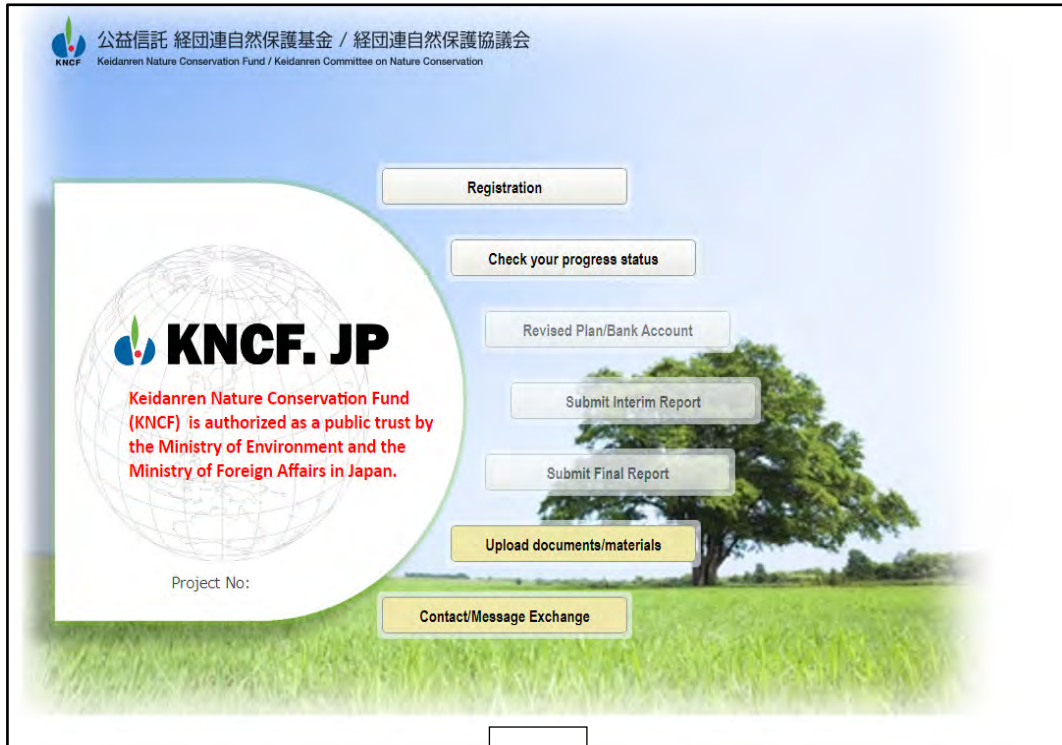 公益信託 経団連自然保護基金 / 経団連自然保護協議会
KNCF
Keidanren Nature Conservation Fund / Keidanren Committee on Nature Conservation
Registration
Check your progress status
Revised Plan/Bank Account
KNCF. JP
Keidanren Nature Conservation Fund
(KNCF) is authorized as a public trust by
the Ministry of Environment and the
Ministry of Foreign Affairs in Japan.
Submit Interim Report
Submit Final Report
Upload documents/materials
Project No:
Contact/Message Exchange